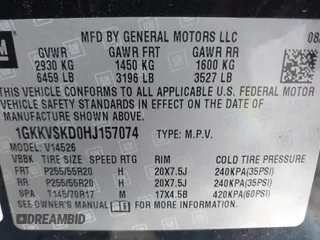 GM
MFD BY GENERAL MOTORS LLC 08/
GVWR GAWR FRT GAWR RR
2930 KG 1450 KG 1600 KG
6459 LB 3196 LB 3527 LB
THIS VEHICLE CONFORMS TO ALL APPLICABLE U.S. FEDERAL MOTOR
VEHICLE SAFETY STANDARDS IN EFFECT ON THE DATE OF
MANUFACTURE SHOWN ABOVE.
1GKKVSKD0HJ157074 TYPE: M.P.V.
MODEL: V14526
VBBK TIRE SIZE SPEED RTG RIM COLD TIRE PRESSURE
FRT P255/55R20 H 20X7.5J 240KPA(35PSI)
RR P255/55R20 H 20X7.5J 240KPA(35PSI)
SPA T145/70R17 M 17X4.5B 420KPA(60PSI)
SEE OWNER'S MANUAL FOR MORE INFORMATION.
©EPICBID AMERICA